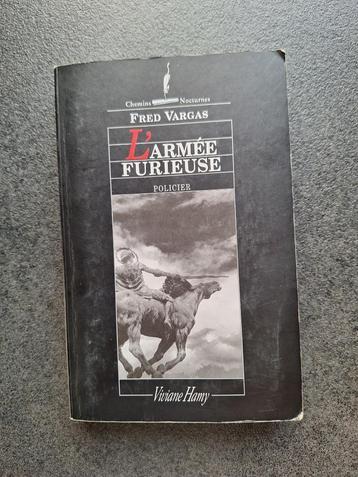 Chemins Nocturnes
FRED VARGAS
L'ARMÉE
FURIEUSE
POLICIER
Viviane Hamy